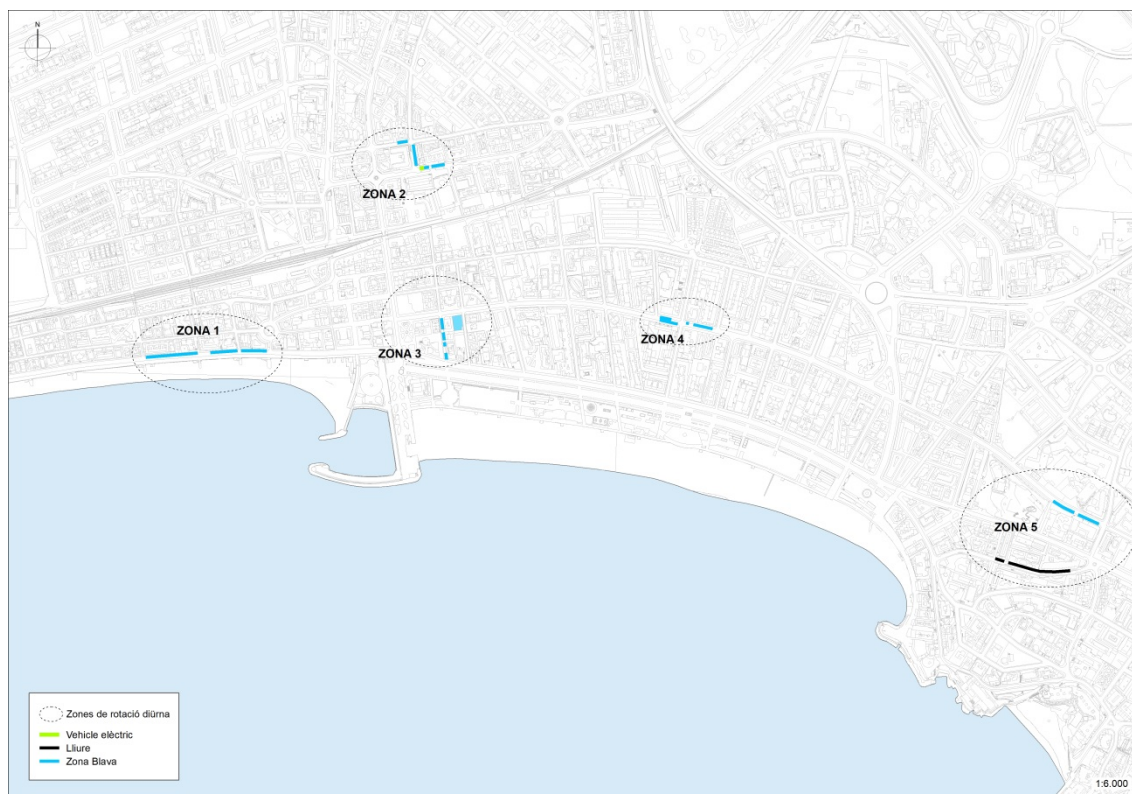 N
ZONA 2
ZONA 1
ZONA 3
ZONA 4
ZONA 5
Zones de rotació diürna
Vehicle elèctric
Lliure
Zona Blava
1:6.000